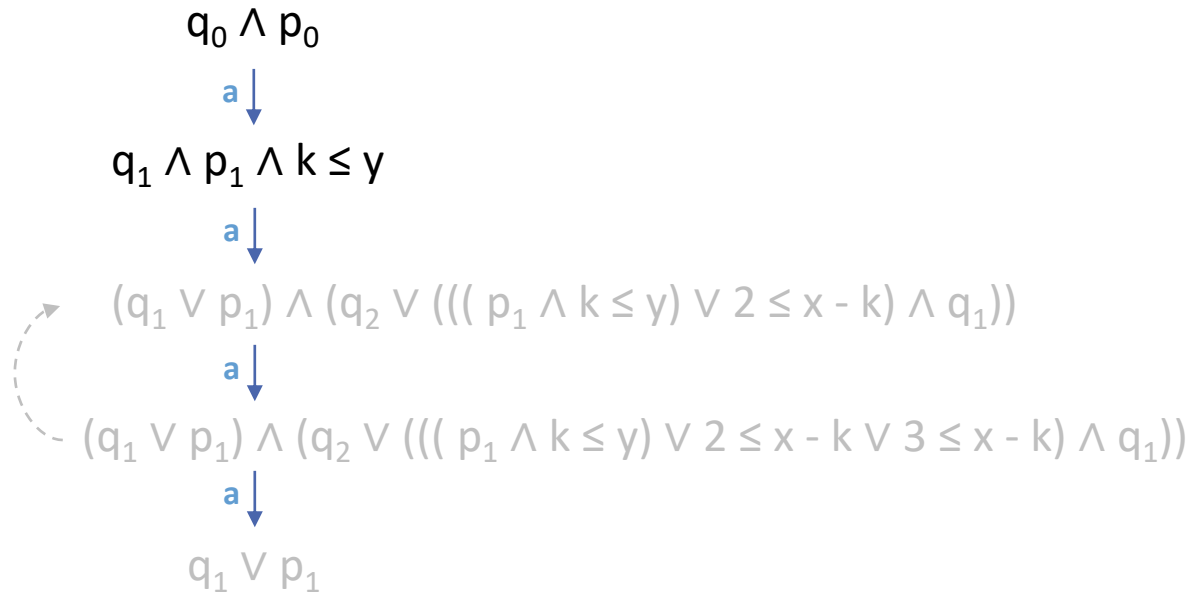 q₀ ∧ p₀
a
q₁ ∧ p₁ ∧ k ≤ y
a
(q₁ ∨ p₁) ∧ (q₂ ∨ ((( p₁ ∧ k ≤ y) ∨ 2 ≤ x - k) ∧ q₁))
a
(q₁ ∨ p₁) ∧ (q₂ ∨ ((( p₁ ∧ k ≤ y) ∨ 2 ≤ x - k ∨ 3 ≤ x - k) ∧ q₁))
a
q₁ ∨ p₁